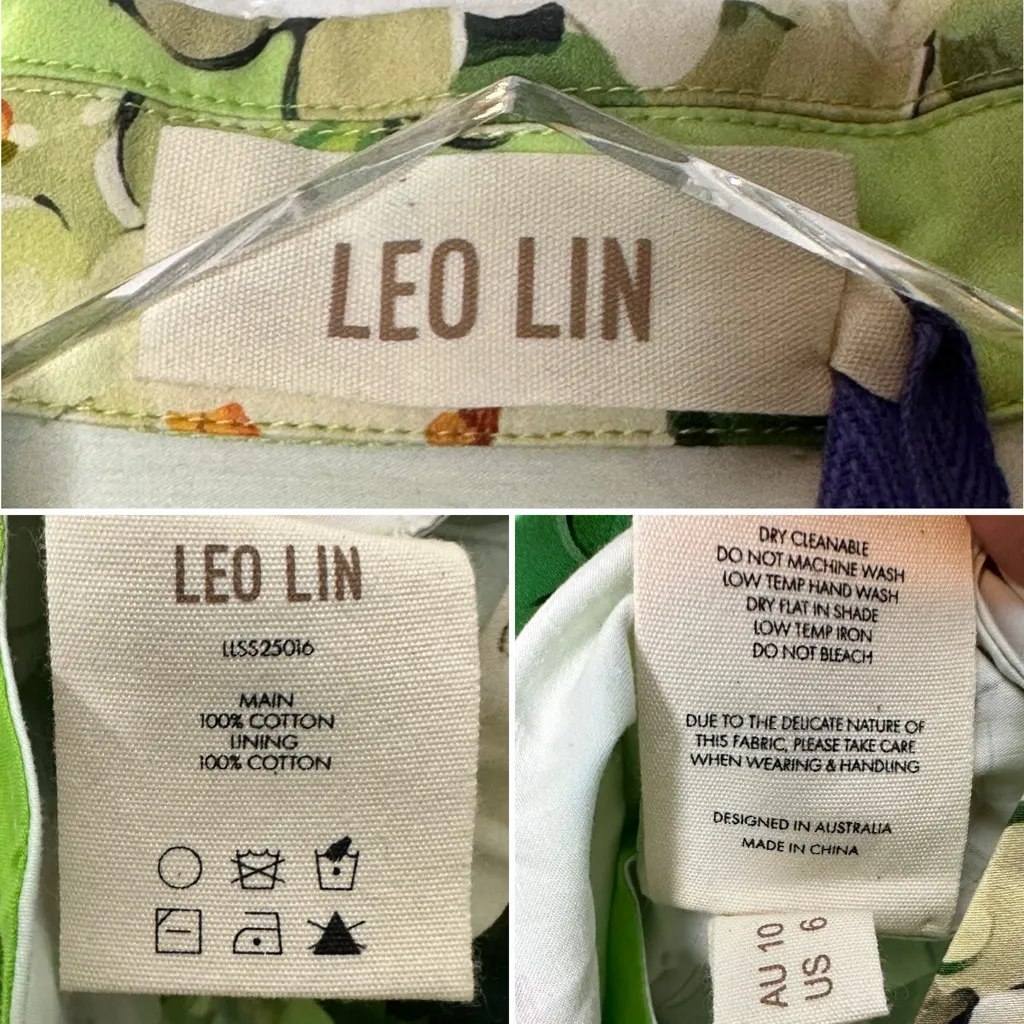 LEO LIN
LEO LIN
LLSS25016
MAIN
100% COTTON
LINING
100% COTTON
DRY CLEANABLE
DO NOT MACHINE WASH
LOW TEMP HAND WASH
DRY FLAT IN SHADE
LOW TEMP IRON
DO NOT BLEACH
DUE TO THE DELICATE NATURE OF
THIS FABRIC, PLEASE TAKE CARE
WHEN WEARING & HANDLING
DESIGNED IN AUSTRALIA
MADE IN CHINA
AU 10
US 6